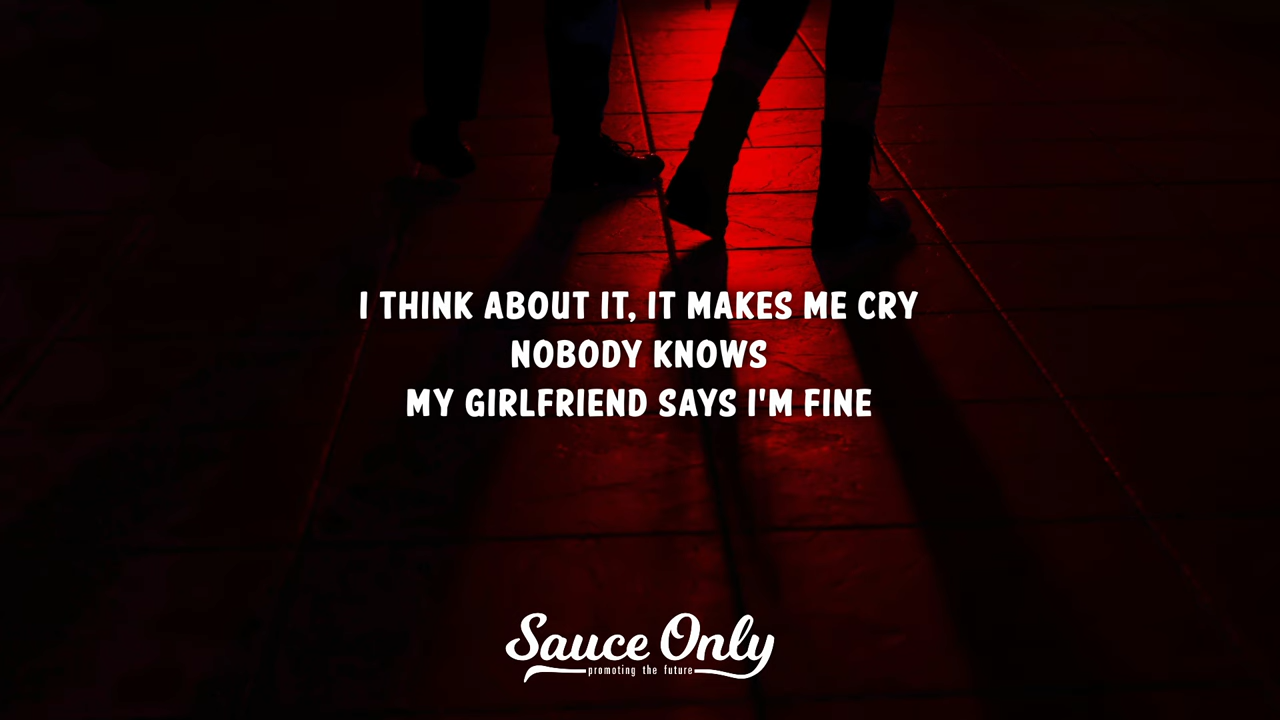 I THINK ABOUT IT, IT MAKES ME CRY
NOBODY KNOWS
MY GIRLFRIEND SAYS I'M FINE
Sauce Only
promoting the future